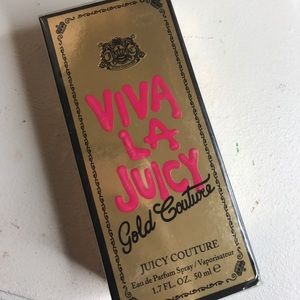 VIVA
LA
JUICY
Gold Couture
JUICY COUTURE
Eau de Parfum Spray / Vaporisateur
1.7 FL. OZ. 50 ml ℮